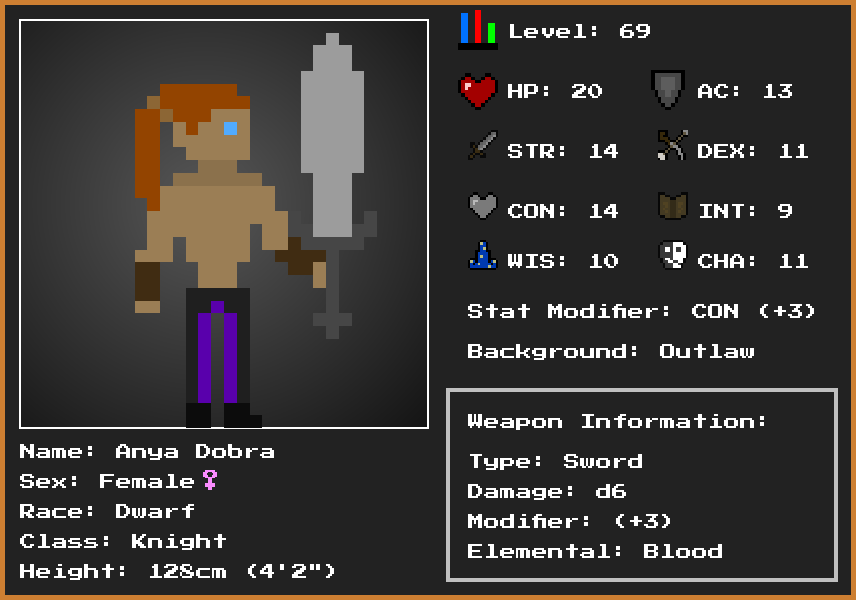 Level: 69
HP: 20 AC: 13
STR: 14 DEX: 11
CON: 14 INT: 9
WIS: 10 CHA: 11
Stat Modifier: CON (+3)
Background: Outlaw
Weapon Information:
Type: Sword
Damage: d6
Modifier: (+3)
Elemental: Blood
Name: Anya Dobra
Sex: Female♀
Race: Dwarf
Class: Knight
Height: 128cm (4'2")